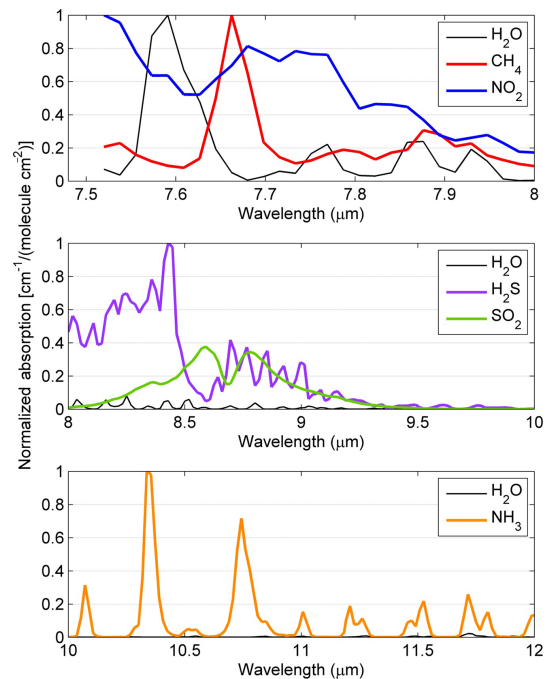 1
0.8
0.6
0.4
0.2
0
7.5 7.6 7.7 7.8 7.9 8
Wavelength (μm)
H₂O
CH₄
NO₂
Normalized absorption [cm⁻¹/(molecule cm²)]
1
0.8
0.6
0.4
0.2
0
8 8.5 9 9.5 10
Wavelength (μm)
H₂O
H₂S
SO₂
1
0.8
0.6
0.4
0.2
0
10 10.5 11 11.5 12
Wavelength (μm)
H₂O
NH₃